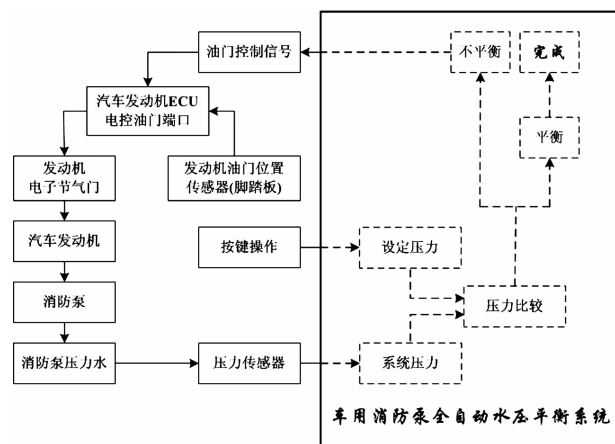 油门控制信号
不平衡
完成
汽车发动机ECU
电控油门端口
平衡
发动机
电子节气门
发动机油门位置
传感器(脚踏板)
汽车发动机
按键操作
设定压力
消防泵
压力比较
消防泵压力水
压力传感器
系统压力
车用消防泵全自动水压平衡系统